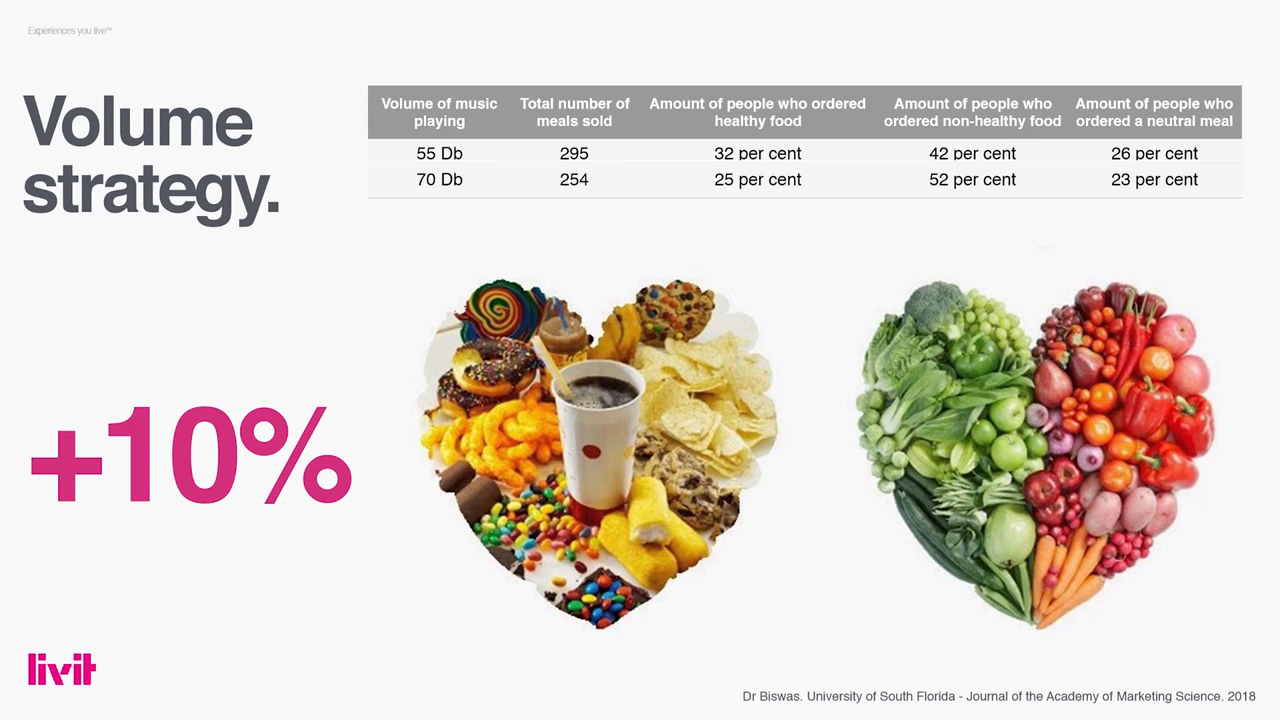 Experiences you live™
Volume
strategy.
Volume of music playing
Total number of meals sold
Amount of people who ordered healthy food
Amount of people who ordered non-healthy food
Amount of people who ordered a neutral meal
55 Db 295 32 per cent 42 per cent 26 per cent
70 Db 254 25 per cent 52 per cent 23 per cent
+10%
livit
Dr Biswas. University of South Florida - Journal of the Academy of Marketing Science. 2018